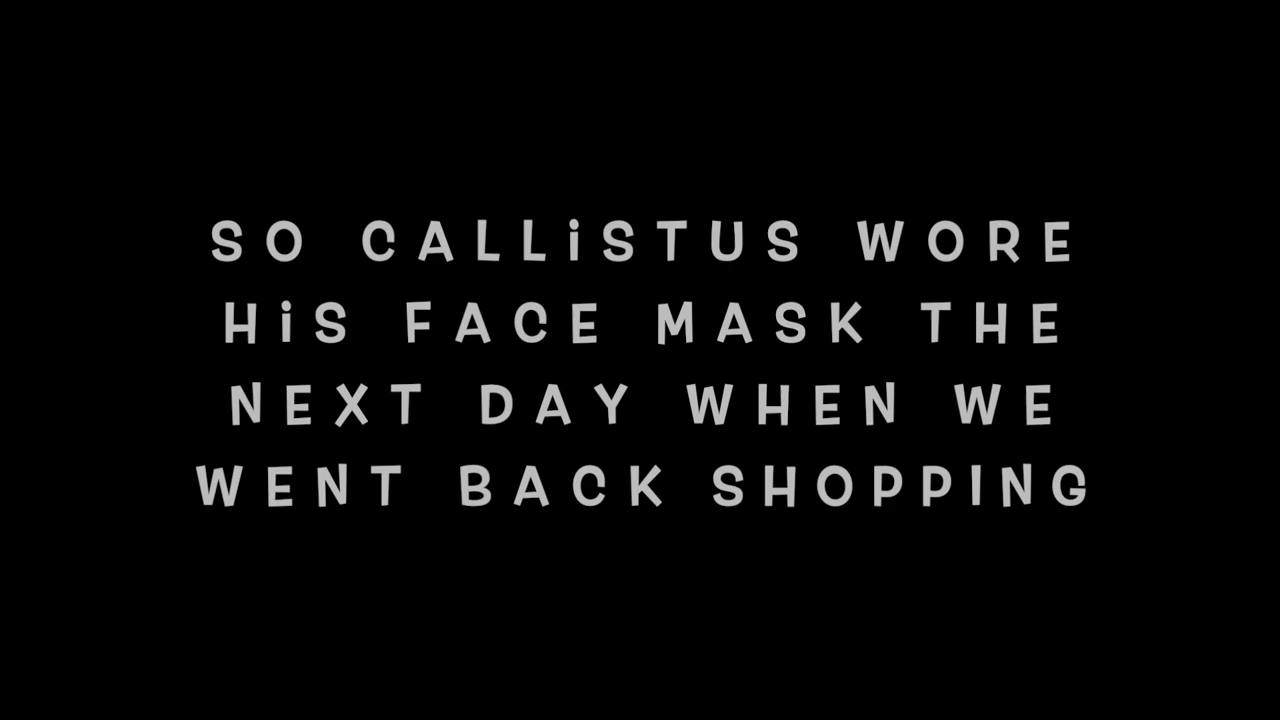 SO CALLiSTUS WORE
HiS FACE MASK THE
NEXT DAY WHEN WE
WENT BACK SHOPPING